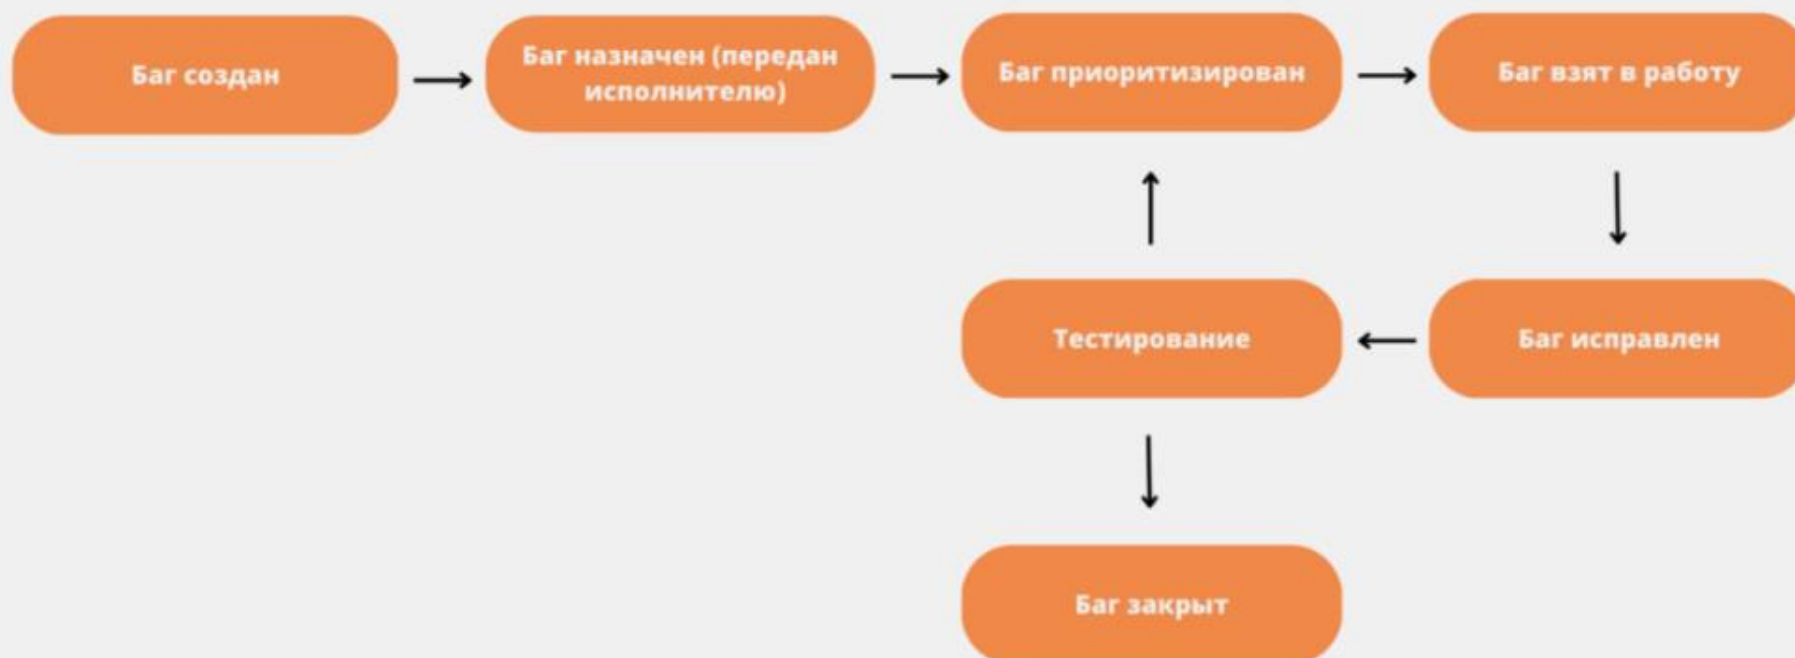 Баг создан
Баг назначен (передан
исполнителю)
Баг приоритизирован
Баг взят в работу
Тестирование
Баг исправлен
Баг закрыт